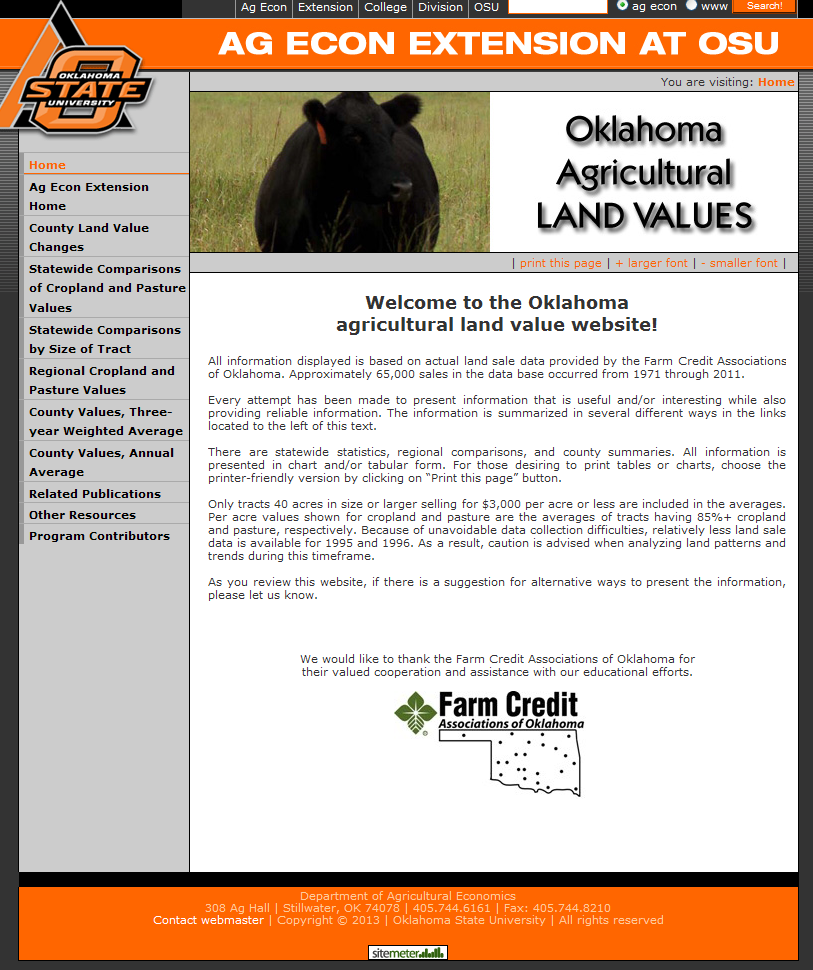 Ag Econ Extension College Division OSU ag econ www Search!
AG ECON EXTENSION AT OSU
OKLAHOMA
STATE
UNIVERSITY
You are visiting: Home
Oklahoma
Agricultural
LAND VALUES
| print this page | + larger font | - smaller font |
Home
Ag Econ Extension
Home
County Land Value
Changes
Statewide Comparisons
of Cropland and Pasture
Values
Statewide Comparisons
by Size of Tract
Regional Cropland and
Pasture Values
County Values, Three-
year Weighted Average
County Values, Annual
Average
Related Publications
Other Resources
Program Contributors
Welcome to the Oklahoma
agricultural land value website!
All information displayed is based on actual land sale data provided by the Farm Credit Associations
of Oklahoma. Approximately 65,000 sales in the data base occurred from 1971 through 2011.
Every attempt has been made to present information that is useful and/or interesting while also
providing reliable information. The information is summarized in several different ways in the links
located to the left of this text.
There are statewide statistics, regional comparisons, and county summaries. All information is
presented in chart and/or tabular form. For those desiring to print tables or charts, choose the
printer-friendly version by clicking on “Print this page” button.
Only tracts 40 acres in size or larger selling for $3,000 per acre or less are included in the averages.
Per acre values shown for cropland and pasture are the averages of tracts having 85%+ cropland
and pasture, respectively. Because of unavoidable data collection difficulties, relatively less land sale
data is available for 1995 and 1996. As a result, caution is advised when analyzing land patterns and
trends during this timeframe.
As you review this website, if there is a suggestion for alternative ways to present the information,
please let us know.
We would like to thank the Farm Credit Associations of Oklahoma for
their valued cooperation and assistance with our educational efforts.
Farm Credit
Associations of Oklahoma
Department of Agricultural Economics
308 Ag Hall | Stillwater, OK 74078 | 405.744.6161 | Fax: 405.744.8210
Contact webmaster | Copyright © 2013 | Oklahoma State University | All rights reserved
sitemeter